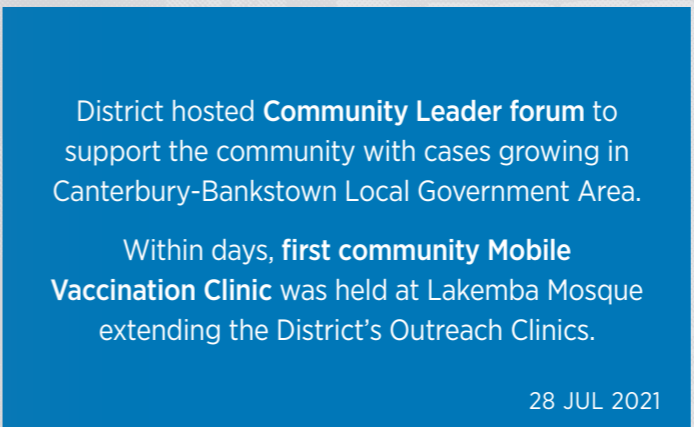 District hosted Community Leader forum to
support the community with cases growing in
Canterbury-Bankstown Local Government Area.
Within days, first community Mobile
Vaccination Clinic was held at Lakemba Mosque
extending the District’s Outreach Clinics.
28 JUL 2021